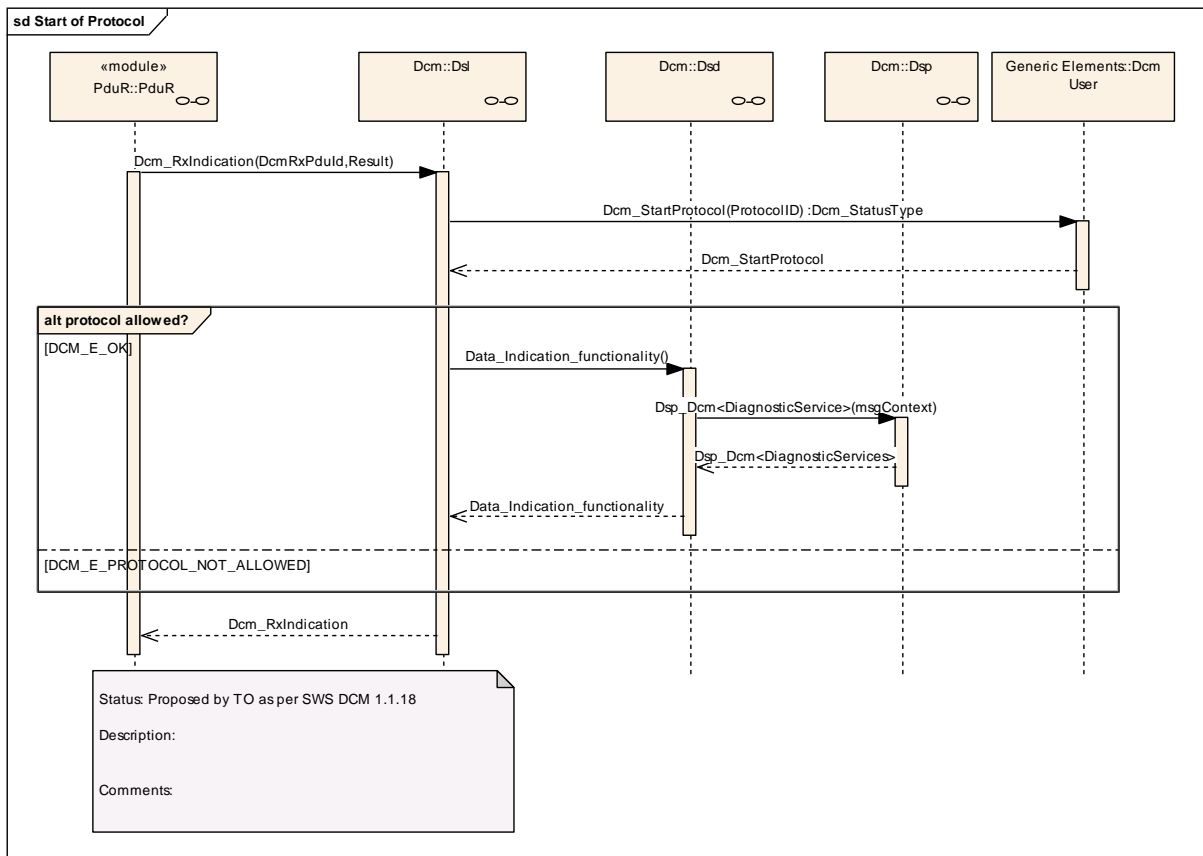 sd Start of Protocol
«module»
PduR::PduR
Dcm::Dsl
Dcm::Dsd
Dcm::Dsp
Generic Elements::Dcm
User
Dcm_RxIndication(DcmRxPduId,Result)
Dcm_StartProtocol(ProtocolID) :Dcm_StatusType
Dcm_StartProtocol
alt protocol allowed?
[DCM_E_OK]
Data_Indication_functionality()
Dsp_Dcm<DiagnosticService>(msgContext)
Dsp_Dcm<DiagnosticServices>
Data_Indication_functionality
[DCM_E_PROTOCOL_NOT_ALLOWED]
Dcm_RxIndication
Status: Proposed by TO as per SWS DCM 1.1.18
Description:
Comments: